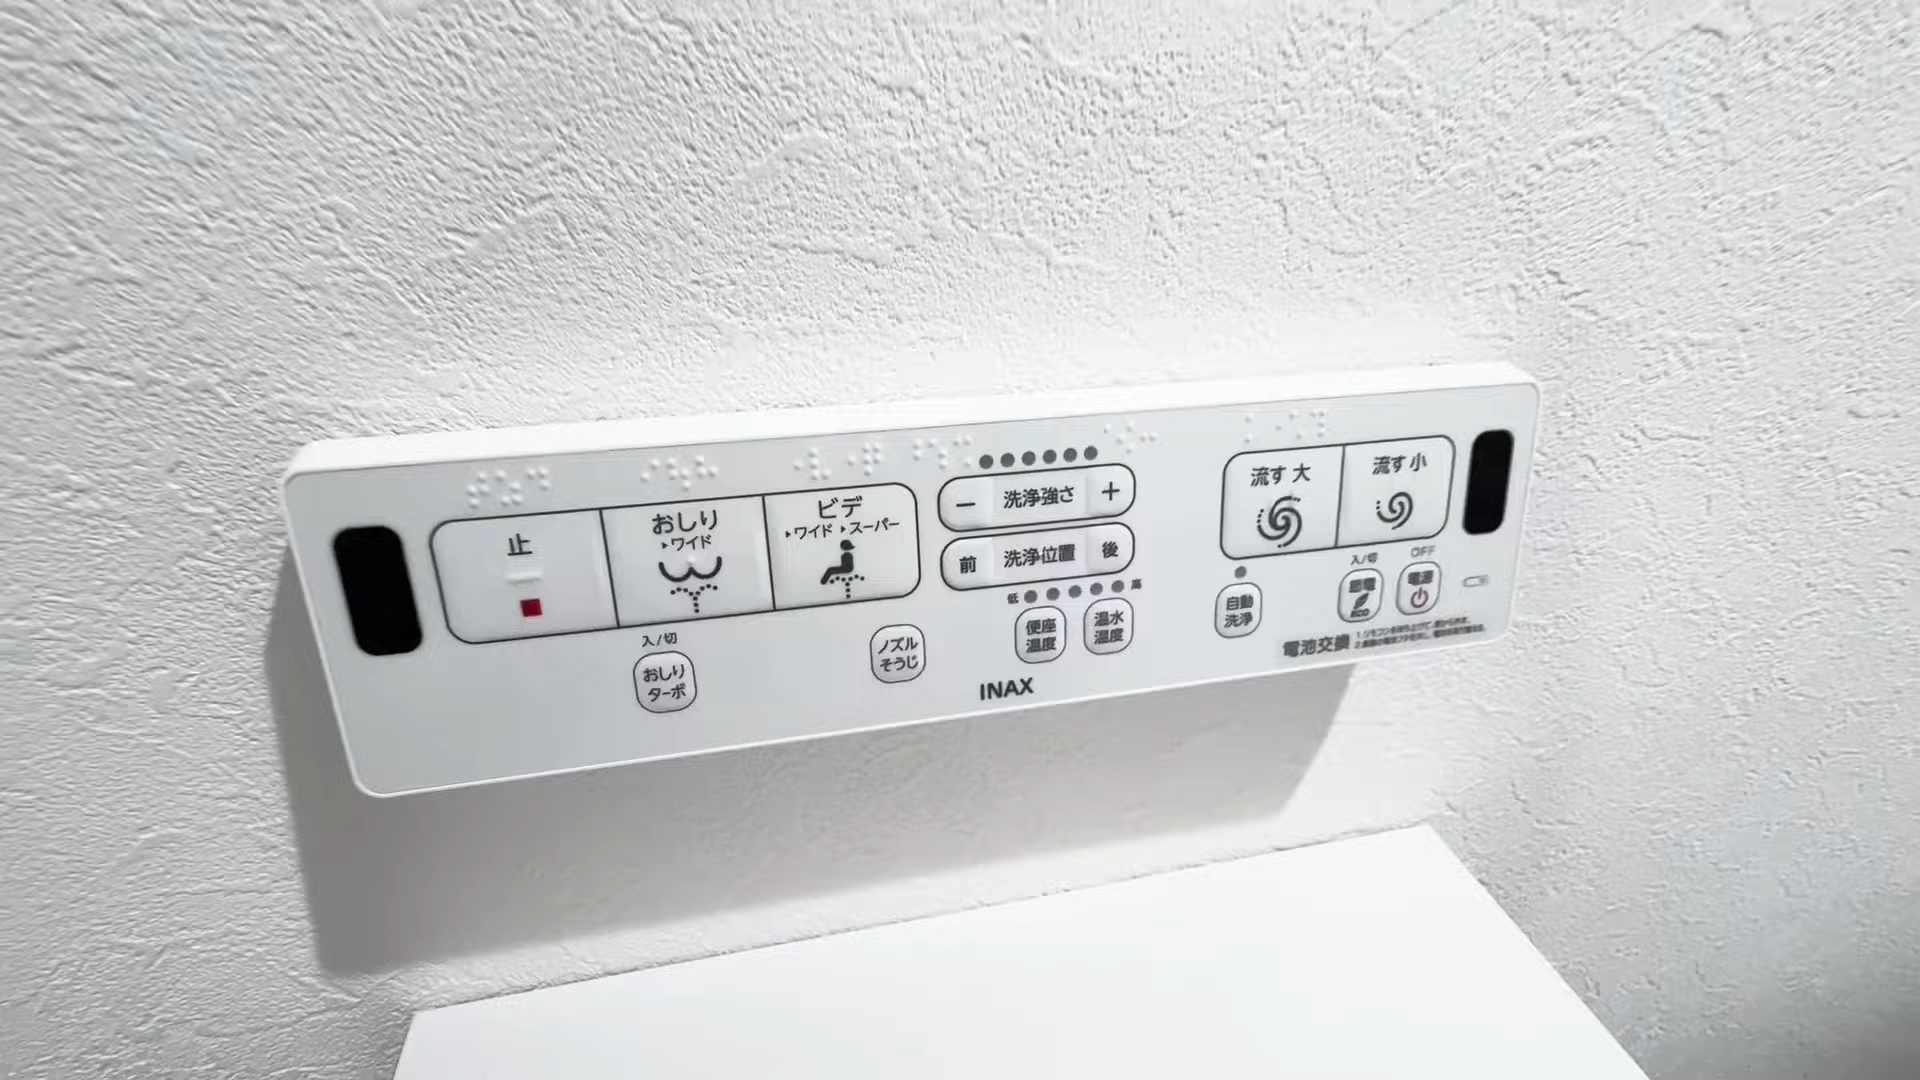 止
おしり
▸ワイド
ビデ
▸ワイド ▸スーパー
入/切
おしり
ターボ
ノズル
そうじ
− 洗浄強さ +
前 洗浄位置 後
低 高
便座
温度
温水
温度
INAX
流す 大
流す 小
自動
洗浄
入/切
節電
ECO
OFF
電源
電池交換